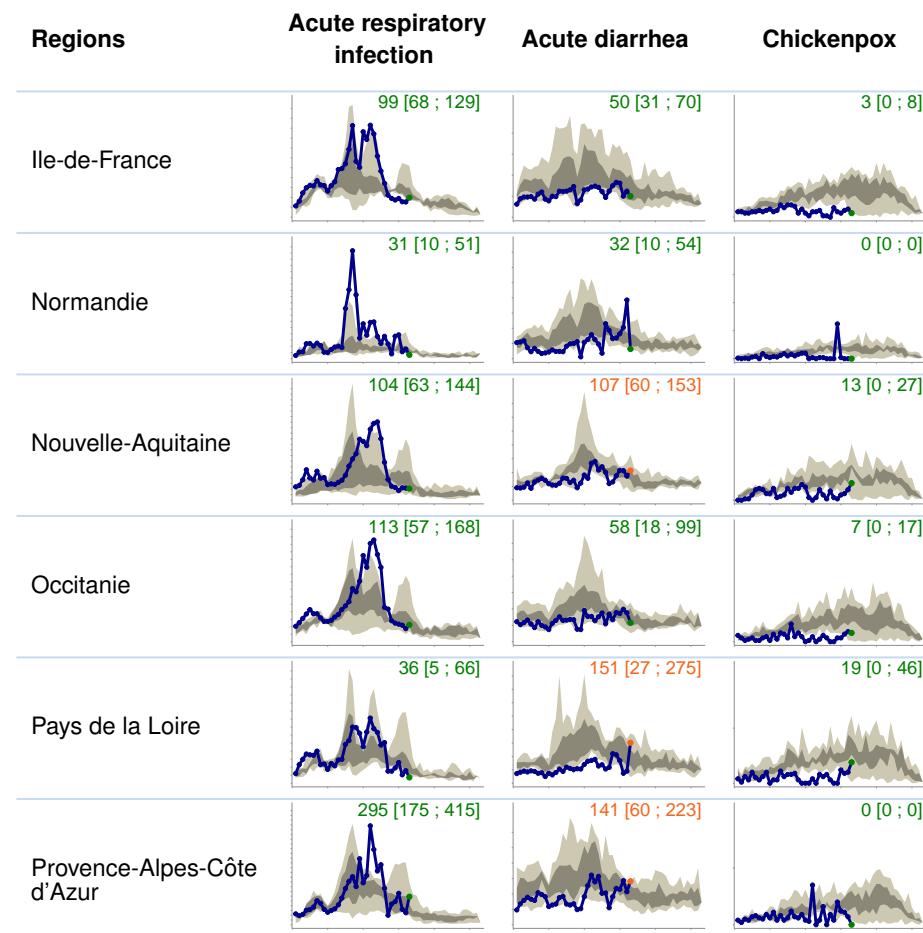 Regions
Acute respiratory
infection
Acute diarrhea
Chickenpox
Ile-de-France
99 [68 ; 129]
50 [31 ; 70]
3 [0 ; 8]
Normandie
31 [10 ; 51]
32 [10 ; 54]
0 [0 ; 0]
Nouvelle-Aquitaine
104 [63 ; 144]
107 [60 ; 153]
13 [0 ; 27]
Occitanie
113 [57 ; 168]
58 [18 ; 99]
7 [0 ; 17]
Pays de la Loire
36 [5 ; 66]
151 [27 ; 275]
19 [0 ; 46]
Provence-Alpes-Côte
d'Azur
295 [175 ; 415]
141 [60 ; 223]
0 [0 ; 0]